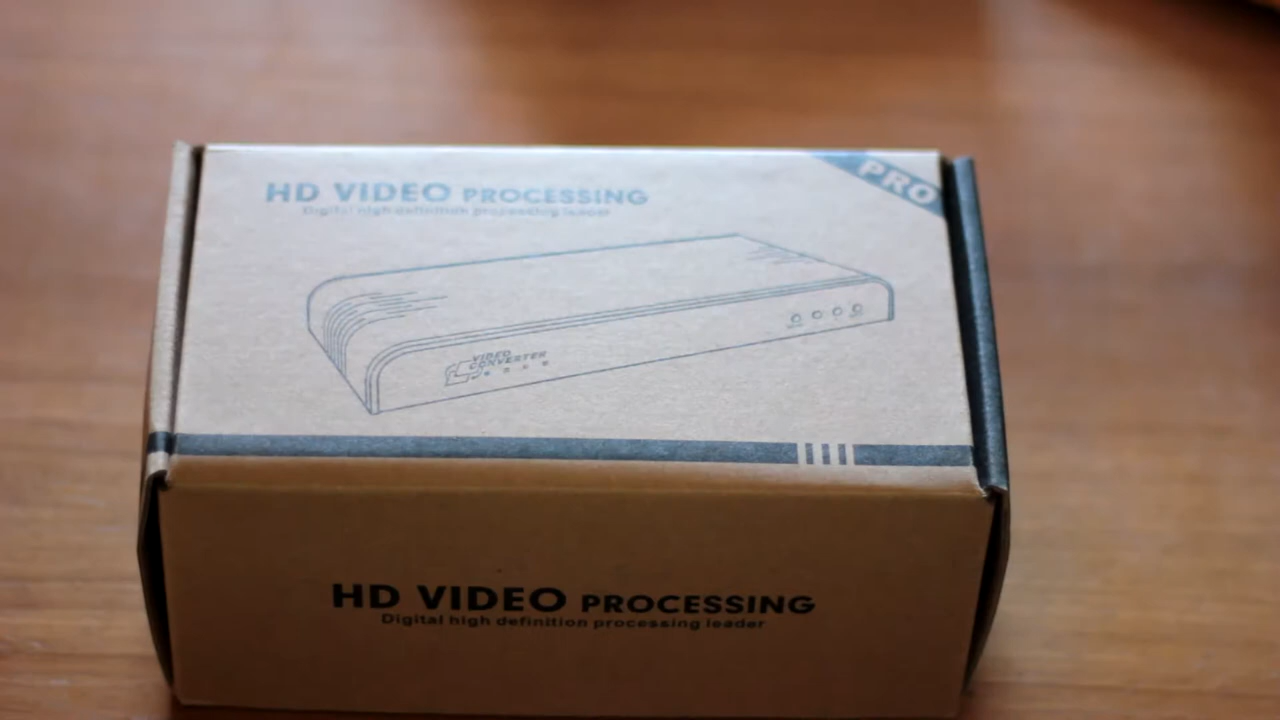 HD VIDEO PROCESSING
Digital high definition processing leader
PRO
VIDEO
CONVERTER
HD VIDEO PROCESSING
Digital high definition processing leader